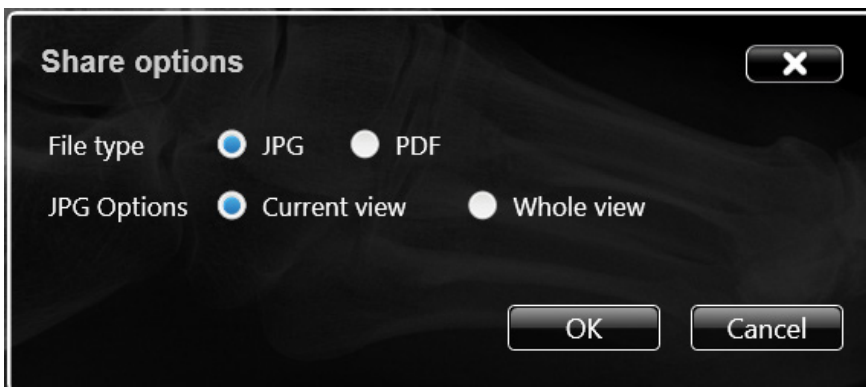 Share options
File type JPG PDF
JPG Options Current view Whole view
OK Cancel